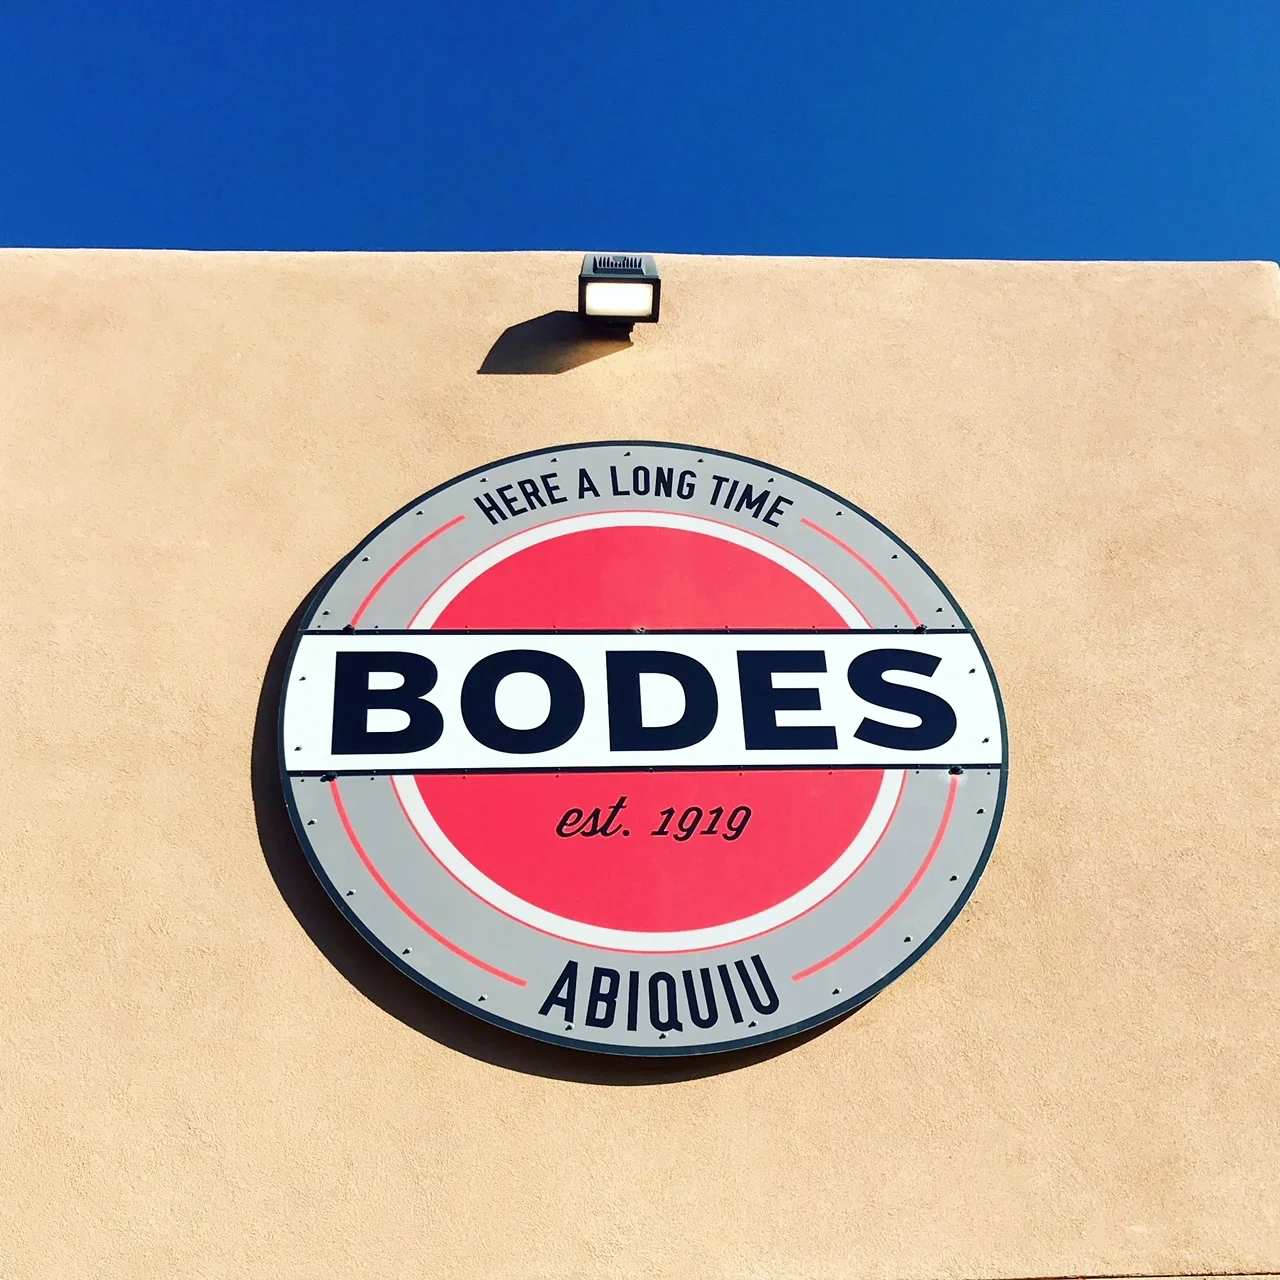 HERE A LONG TIME
BODES
est. 1919
ABIQUIU